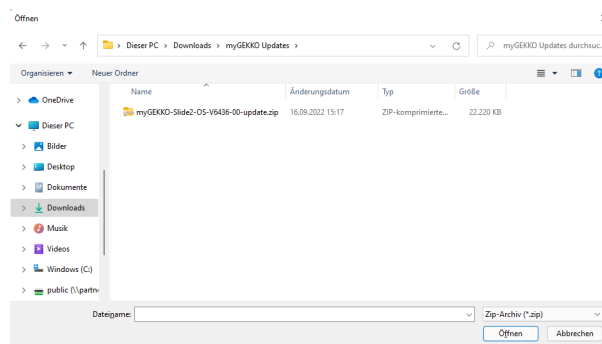 Öffnen
Dieser PC > Downloads > myGEKKO Updates >
myGEKKO Updates durchsuc...
Organisieren
Neuer Ordner
Name Änderungsdatum Typ Größe
myGEKKO-Slide2-OS-V6436-00-update.zip 16.09.2022 15:17 ZIP-komprimierte... 22.220 KB
OneDrive
Dieser PC
Bilder
Desktop
Dokumente
Downloads
Musik
Videos
Windows (C:)
public (\\partn
Dateiname:
Zip-Archiv (*.zip)
Öffnen Abbrechen